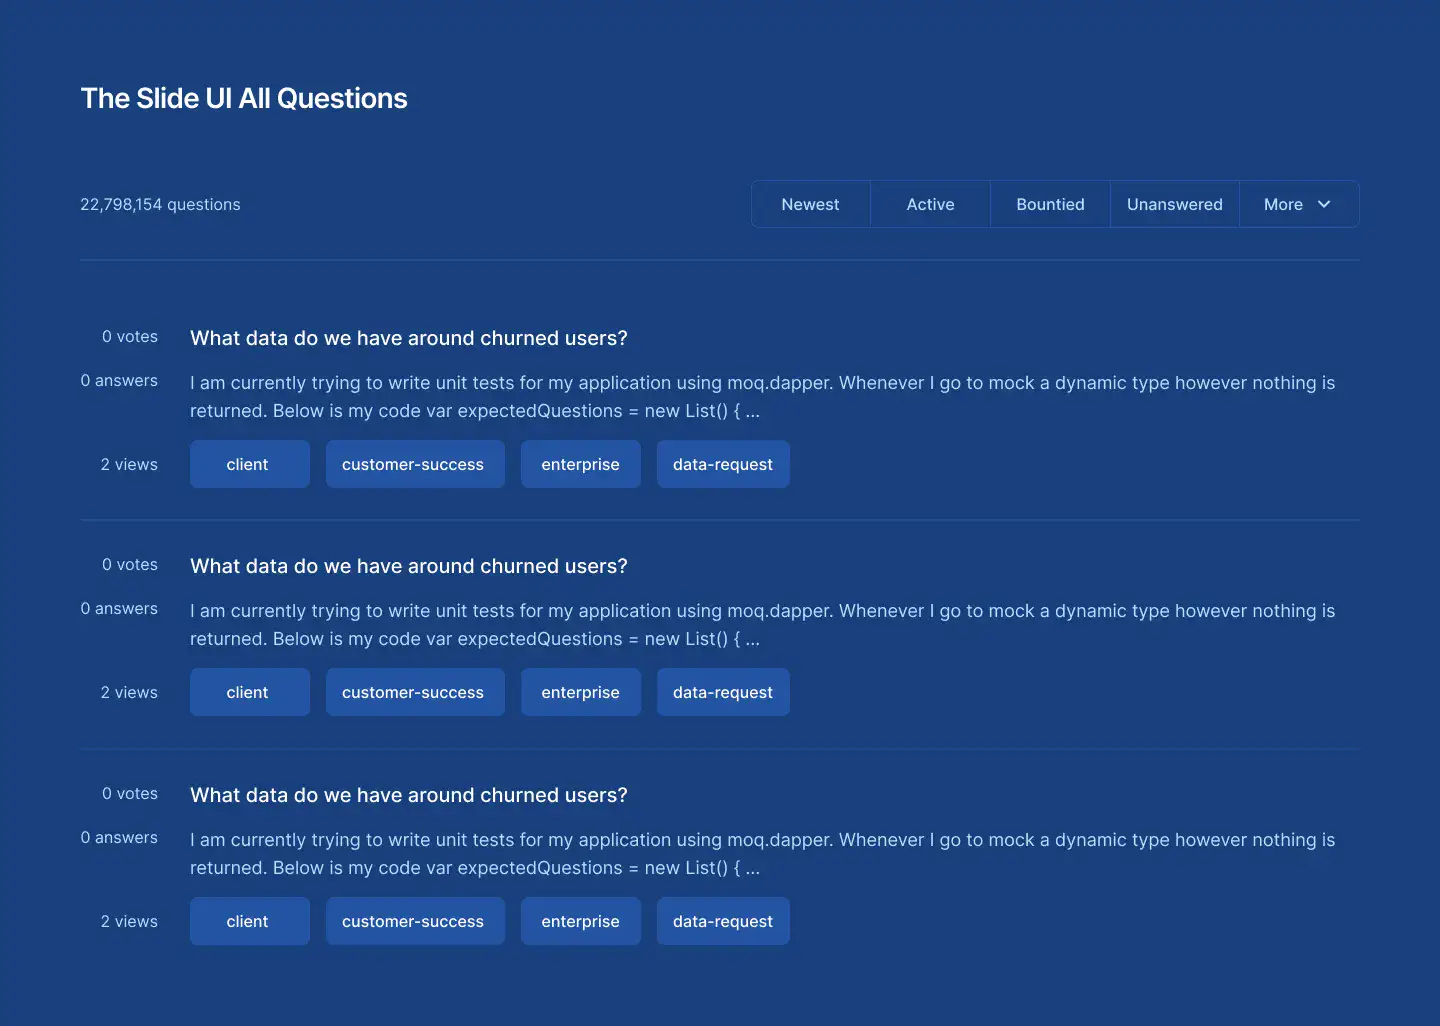 The Slide UI All Questions
22,798,154 questions
Newest
Active
Bountied
Unanswered
More
0 votes
What data do we have around churned users?
0 answers
I am currently trying to write unit tests for my application using moq.dapper. Whenever I go to mock a dynamic type however nothing is
returned. Below is my code var expectedQuestions = new List() { ...
2 views
client
customer-success
enterprise
data-request
0 votes
What data do we have around churned users?
0 answers
I am currently trying to write unit tests for my application using moq.dapper. Whenever I go to mock a dynamic type however nothing is
returned. Below is my code var expectedQuestions = new List() { ...
2 views
client
customer-success
enterprise
data-request
0 votes
What data do we have around churned users?
0 answers
I am currently trying to write unit tests for my application using moq.dapper. Whenever I go to mock a dynamic type however nothing is
returned. Below is my code var expectedQuestions = new List() { ...
2 views
client
customer-success
enterprise
data-request